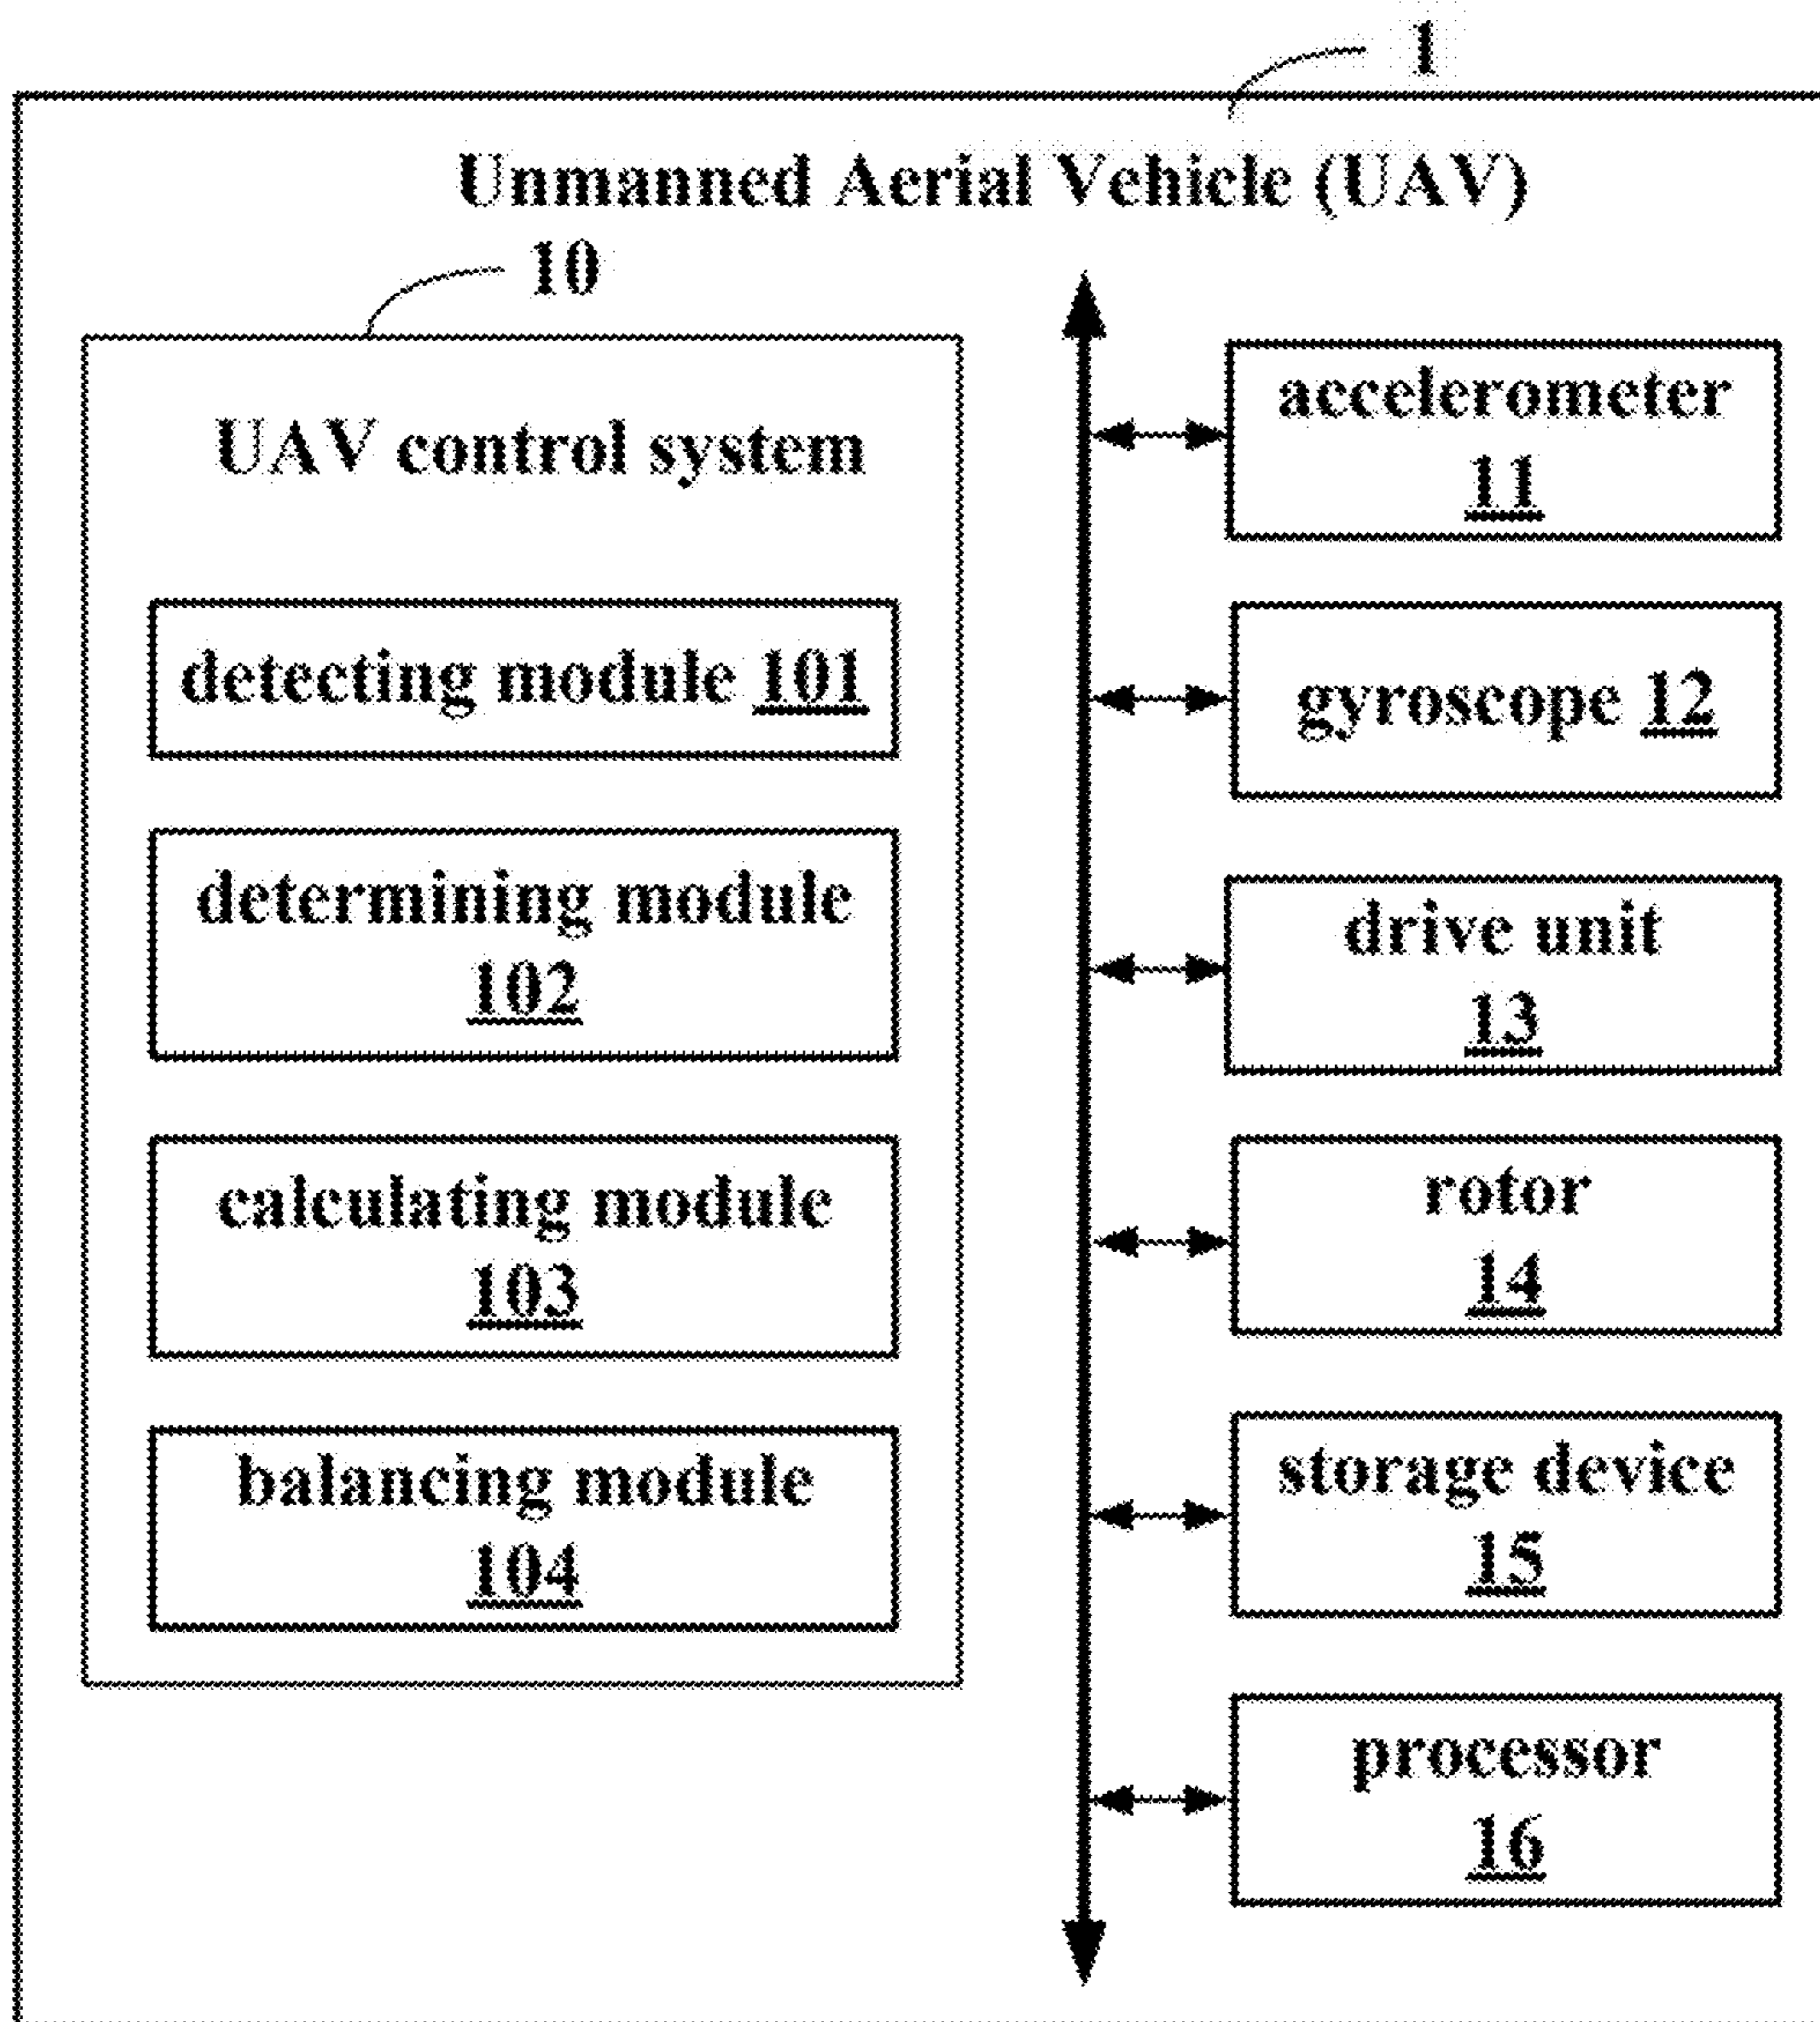 1
Unmanned Aerial Vehicle (UAV)
10
UAV control system
detecting module 101
determining module
102
calculating module
103
balancing module
104
accelerometer
11
gyroscope 12
drive unit
13
rotor
14
storage device
15
processor
16